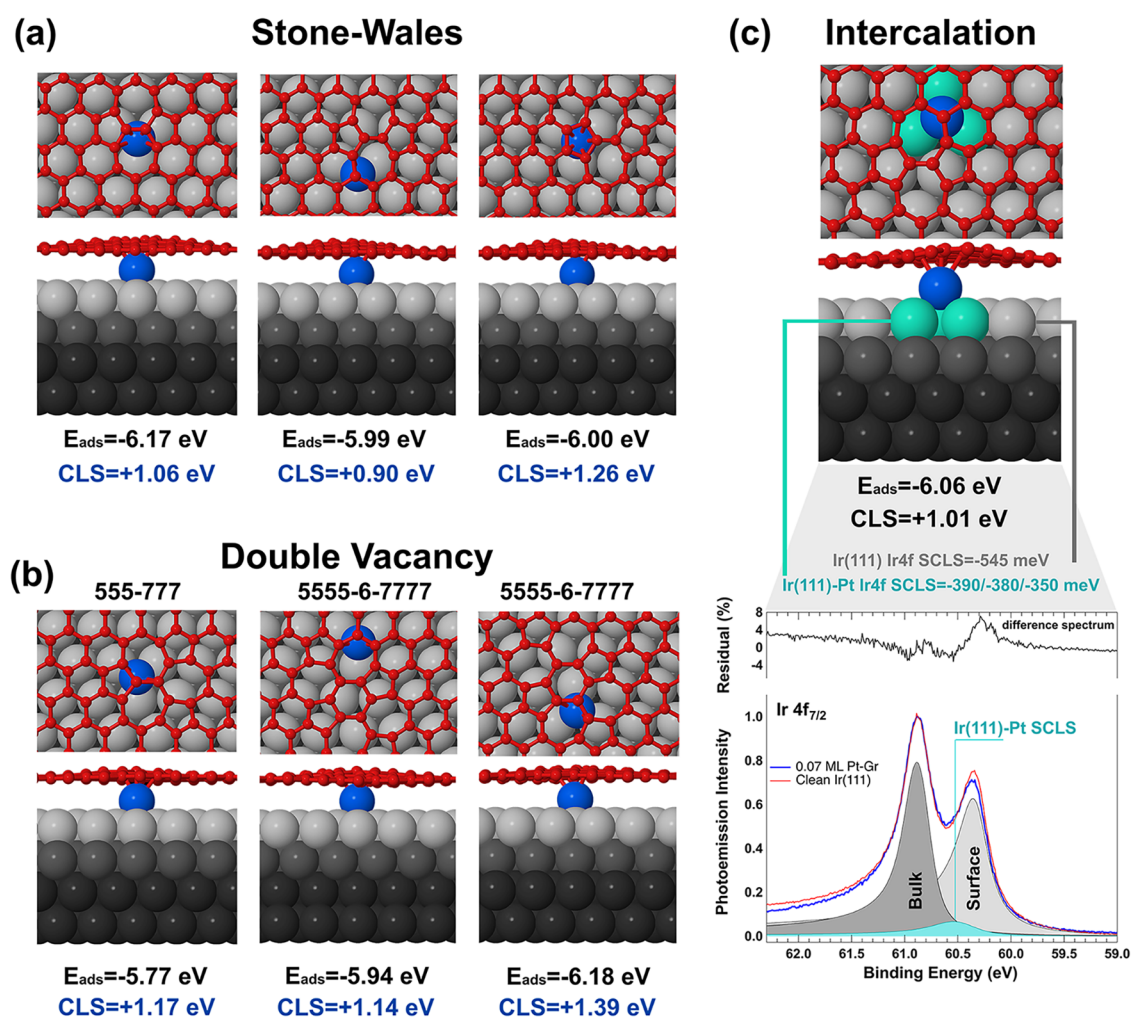 (a)
Stone-Wales
Eads=-6.17 eV
CLS=+1.06 eV
Eads=-5.99 eV
CLS=+0.90 eV
Eads=-6.00 eV
CLS=+1.26 eV
(b)
Double Vacancy
555-777
5555-6-7777
5555-6-7777
Eads=-5.77 eV
CLS=+1.17 eV
Eads=-5.94 eV
CLS=+1.14 eV
Eads=-6.18 eV
CLS=+1.39 eV
(c)
Intercalation
Eads=-6.06 eV
CLS=+1.01 eV
Ir(111) Ir4f SCLS=-545 meV
Ir(111)-Pt Ir4f SCLS=-390/-380/-350 meV
Residual (%)
8
4
0
-4
difference spectrum
Photoemission Intensity
1.0
0.8
0.6
0.4
0.2
0.0
Ir 4f7/2
Ir(111)-Pt SCLS
0.07 ML Pt-Gr
Clean Ir(111)
Bulk
Surface
62.0
61.5
61.0
60.5
60.0
59.5
59.0
Binding Energy (eV)